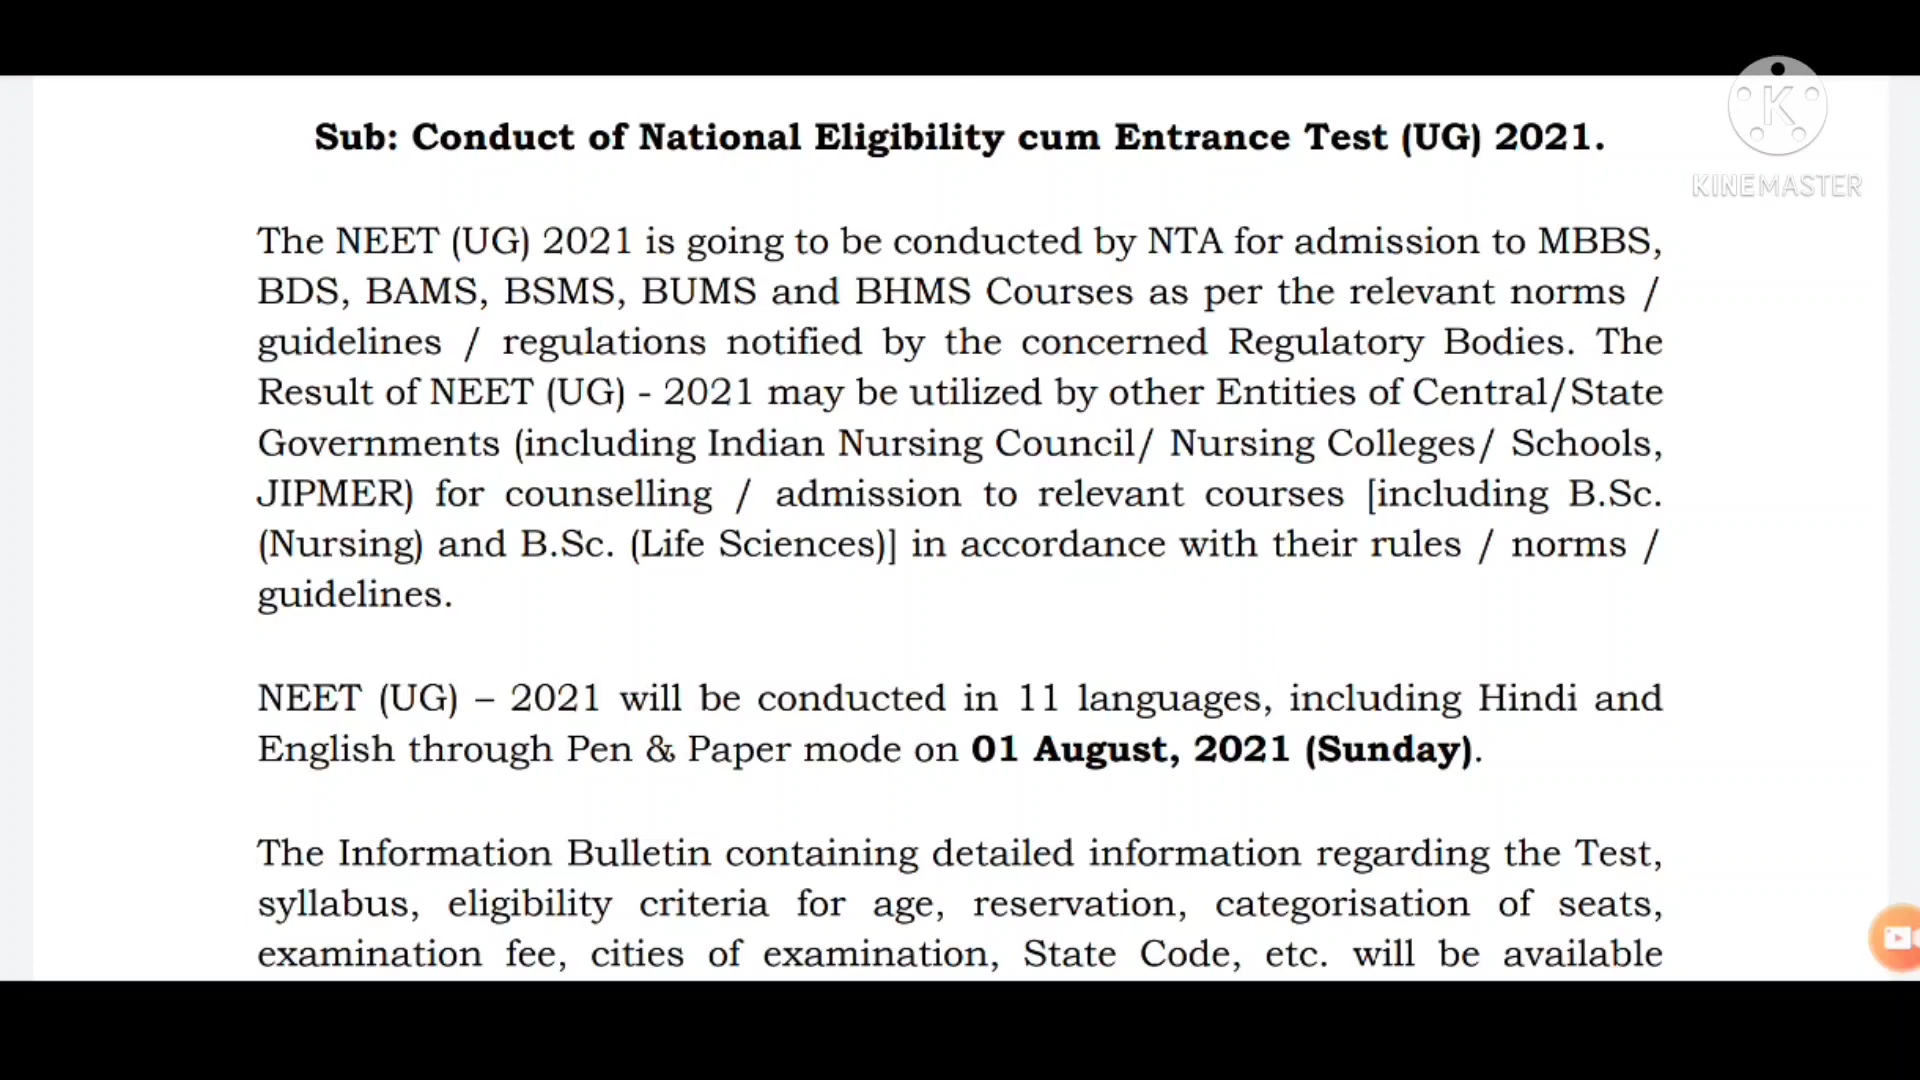 Sub: Conduct of National Eligibility cum Entrance Test (UG) 2021.
KINEMASTER
The NEET (UG) 2021 is going to be conducted by NTA for admission to MBBS,
BDS, BAMS, BSMS, BUMS and BHMS Courses as per the relevant norms /
guidelines / regulations notified by the concerned Regulatory Bodies. The
Result of NEET (UG) - 2021 may be utilized by other Entities of Central/State
Governments (including Indian Nursing Council/ Nursing Colleges/ Schools,
JIPMER) for counselling / admission to relevant courses [including B.Sc.
(Nursing) and B.Sc. (Life Sciences)] in accordance with their rules / norms /
guidelines.
NEET (UG) – 2021 will be conducted in 11 languages, including Hindi and
English through Pen & Paper mode on 01 August, 2021 (Sunday).
The Information Bulletin containing detailed information regarding the Test,
syllabus, eligibility criteria for age, reservation, categorisation of seats,
examination fee, cities of examination, State Code, etc. will be available